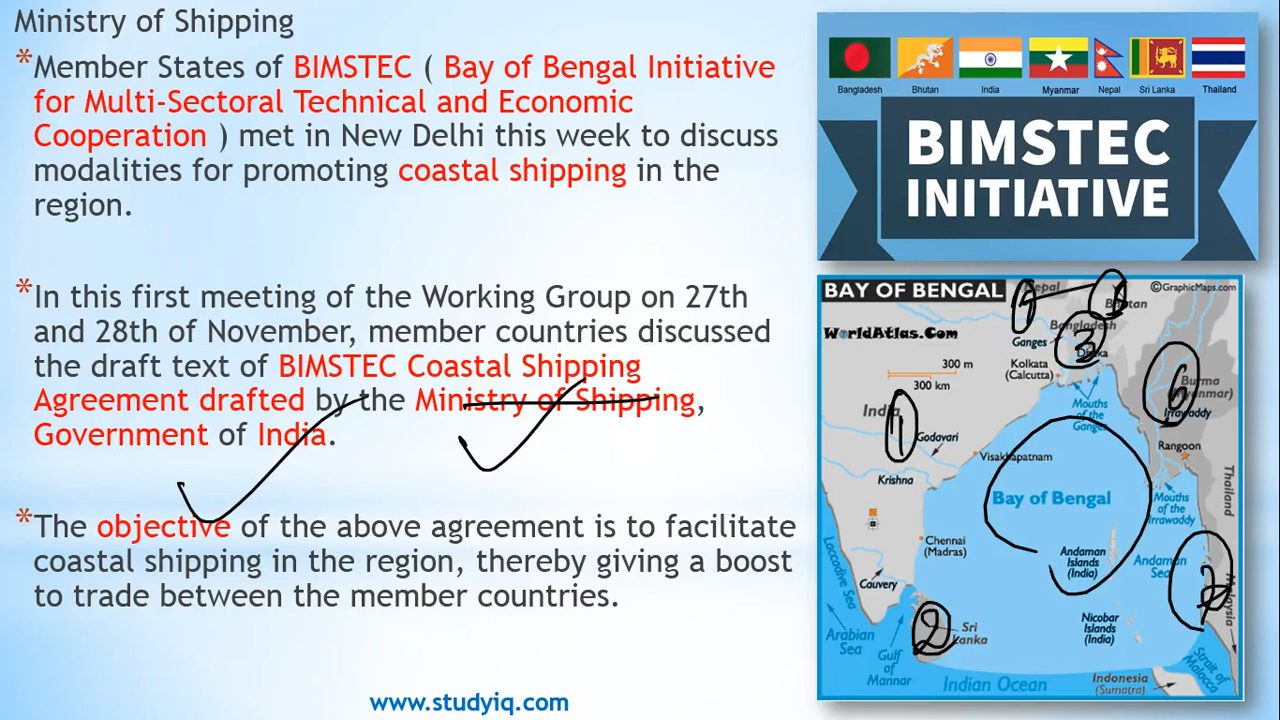 Ministry of Shipping
*Member States of BIMSTEC ( Bay of Bengal Initiative
for Multi-Sectoral Technical and Economic
Cooperation ) met in New Delhi this week to discuss
modalities for promoting coastal shipping in the
region.
*In this first meeting of the Working Group on 27th
and 28th of November, member countries discussed
the draft text of BIMSTEC Coastal Shipping
Agreement drafted by the Ministry of Shipping,
Government of India.
*The objective of the above agreement is to facilitate
coastal shipping in the region, thereby giving a boost
to trade between the member countries.
www.studyiq.com
Bangladesh Bhutan India Myanmar Nepal Sri Lanka Thailand
BIMSTEC
INITIATIVE
BAY OF BENGAL
Nepal
©GraphicMaps.com
Bhutan
WorldAtlas.Com
Bangladesh
Ganges
3
Dhaka
300 m
Kolkata
(Calcutta)
300 km
6
Burma
(Myanmar)
Mouths
of the
Ganges
Irrawaddy
India
1
Godavari
Rangoon
Visakhapatnam
Krishna
Bay of Bengal
Thailand
Mouths
of the
Irrawaddy
Chennai
(Madras)
Andaman
Islands
(India)
Andaman
Sea
7
Laccadive Sea
Cauvery
Malaysia
2
Sri
Lanka
Nicobar
Islands
(India)
Arabian
Sea
Gulf
of
Mannar
Strait of
Malacca
Indian Ocean
Indonesia
(Sumatra)